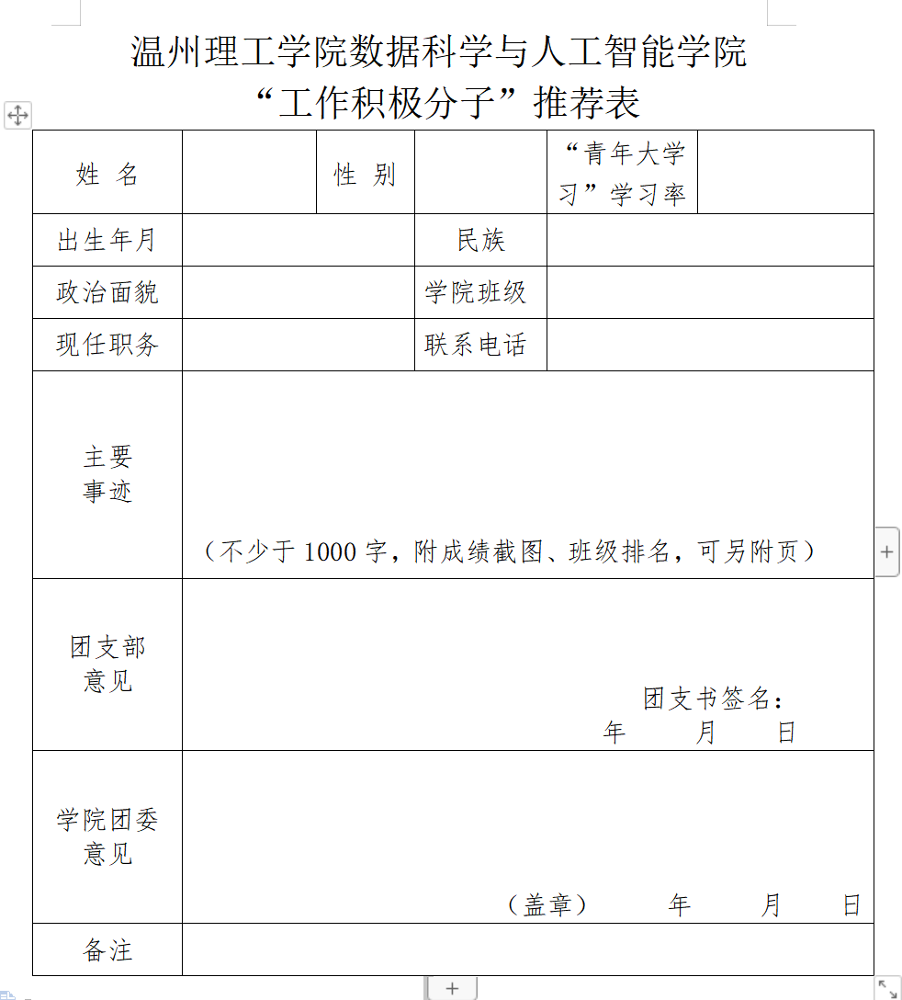 温州理工学院数据科学与人工智能学院
“工作积极分子”推荐表
姓 名
性 别
“青年大学
习”学习率
出生年月
民族
政治面貌
学院班级
现任职务
联系电话
主要
事迹
（不少于 1000 字，附成绩截图、班级排名，可另附页）
团支部
意见
团支书签名：
年 月 日
学院团委
意见
（盖章） 年 月 日
备注